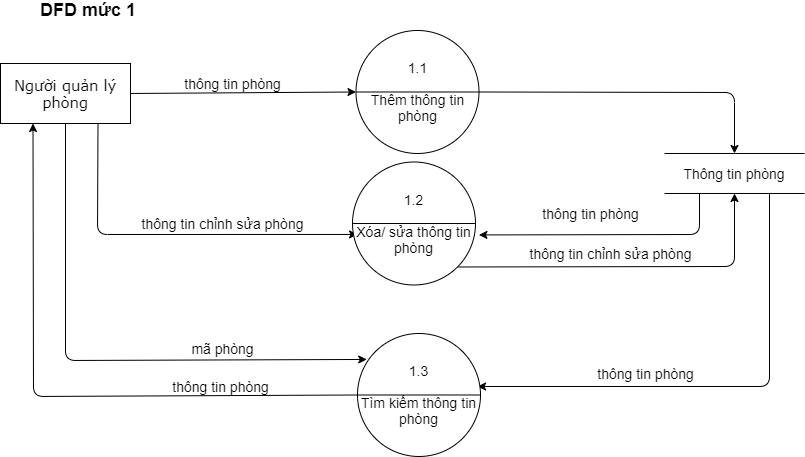 DFD mức 1
Người quản lý
phòng
thông tin phòng
1.1
Thêm thông tin
phòng
Thông tin phòng
1.2
Xóa/ sửa thông tin
phòng
thông tin chỉnh sửa phòng
thông tin phòng
thông tin chỉnh sửa phòng
mã phòng
1.3
Tìm kiếm thông tin
phòng
thông tin phòng
thông tin phòng